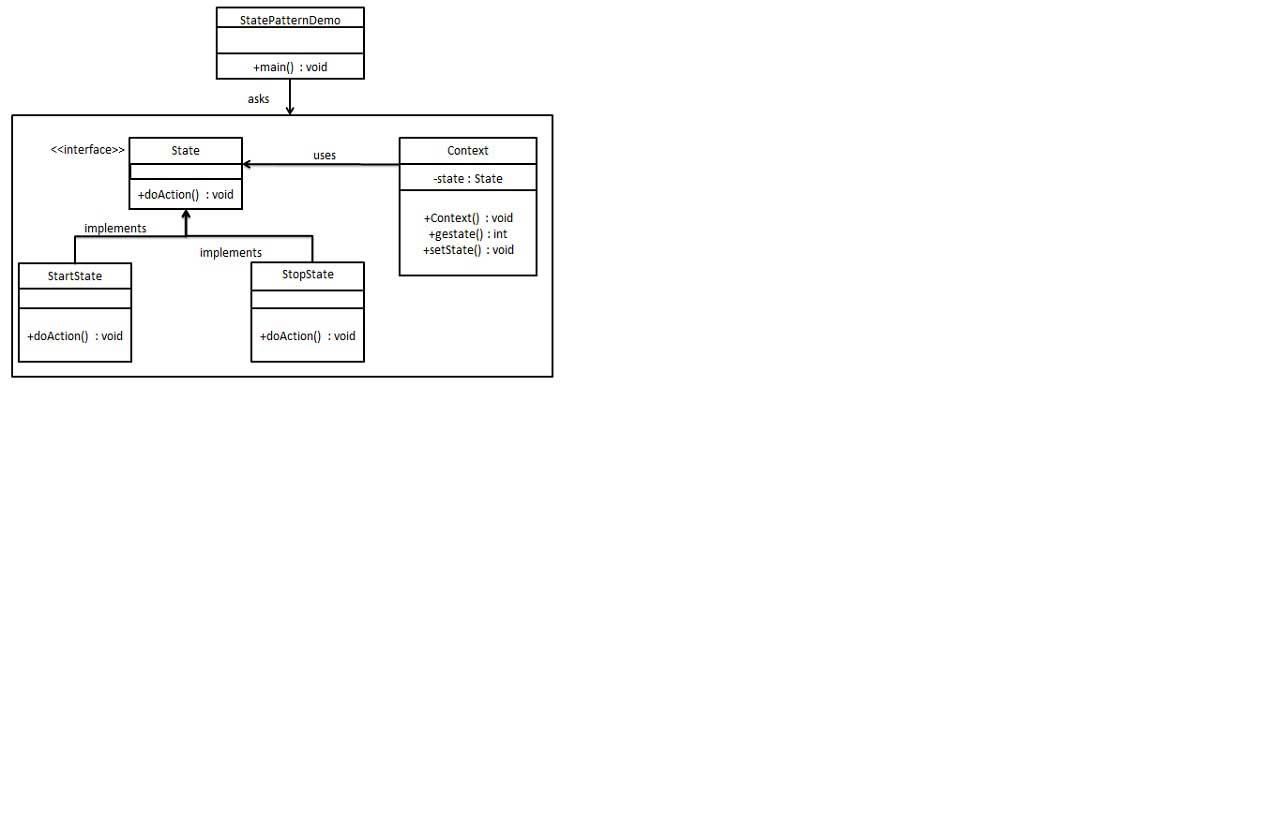 StatePatternDemo
+main() : void
asks
<<interface>>
State
+doAction() : void
uses
Context
-state : State
+Context() : void
+gestate() : int
+setState() : void
implements
implements
StartState
+doAction() : void
StopState
+doAction() : void